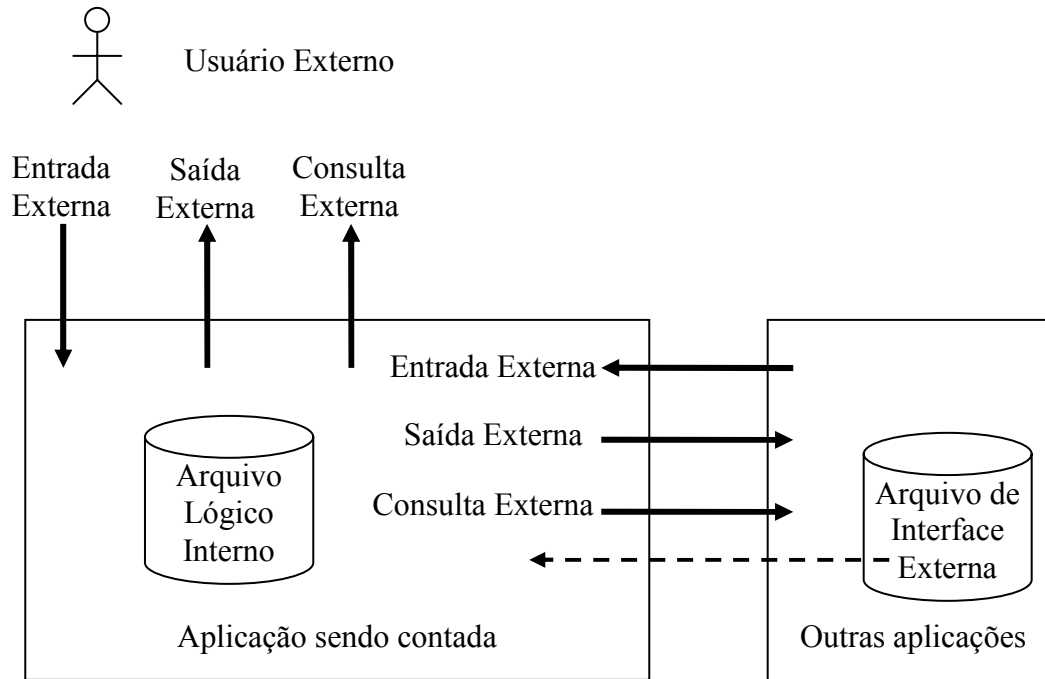 Usuário Externo
Entrada
Externa
Saída
Externa
Consulta
Externa
Entrada Externa
Saída Externa
Consulta Externa
Arquivo
Lógico
Interno
Arquivo de
Interface
Externa
Aplicação sendo contada
Outras aplicações